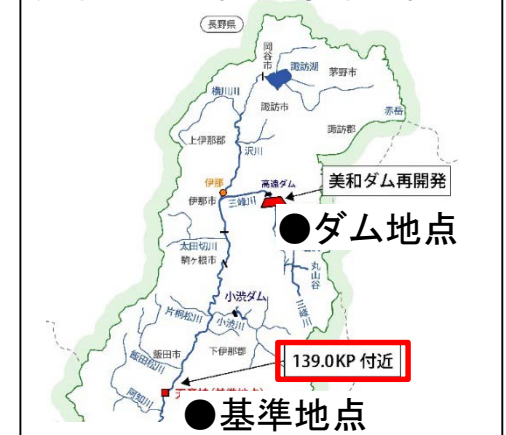 長野県
岡谷市
諏訪湖
茅野市
横川川
諏訪市
赤岳
上伊那郡
諏訪郡
沢川
伊那
高遠ダム
美和ダム再開発
伊那市
三峰川
●ダム地点
太田切川
駒ヶ根市
丸山谷
小渋ダム
三峰川
片桐松川
小渋川
飯田市
下伊那郡
139.0KP 付近
飯田松川
阿知川
●基準地点